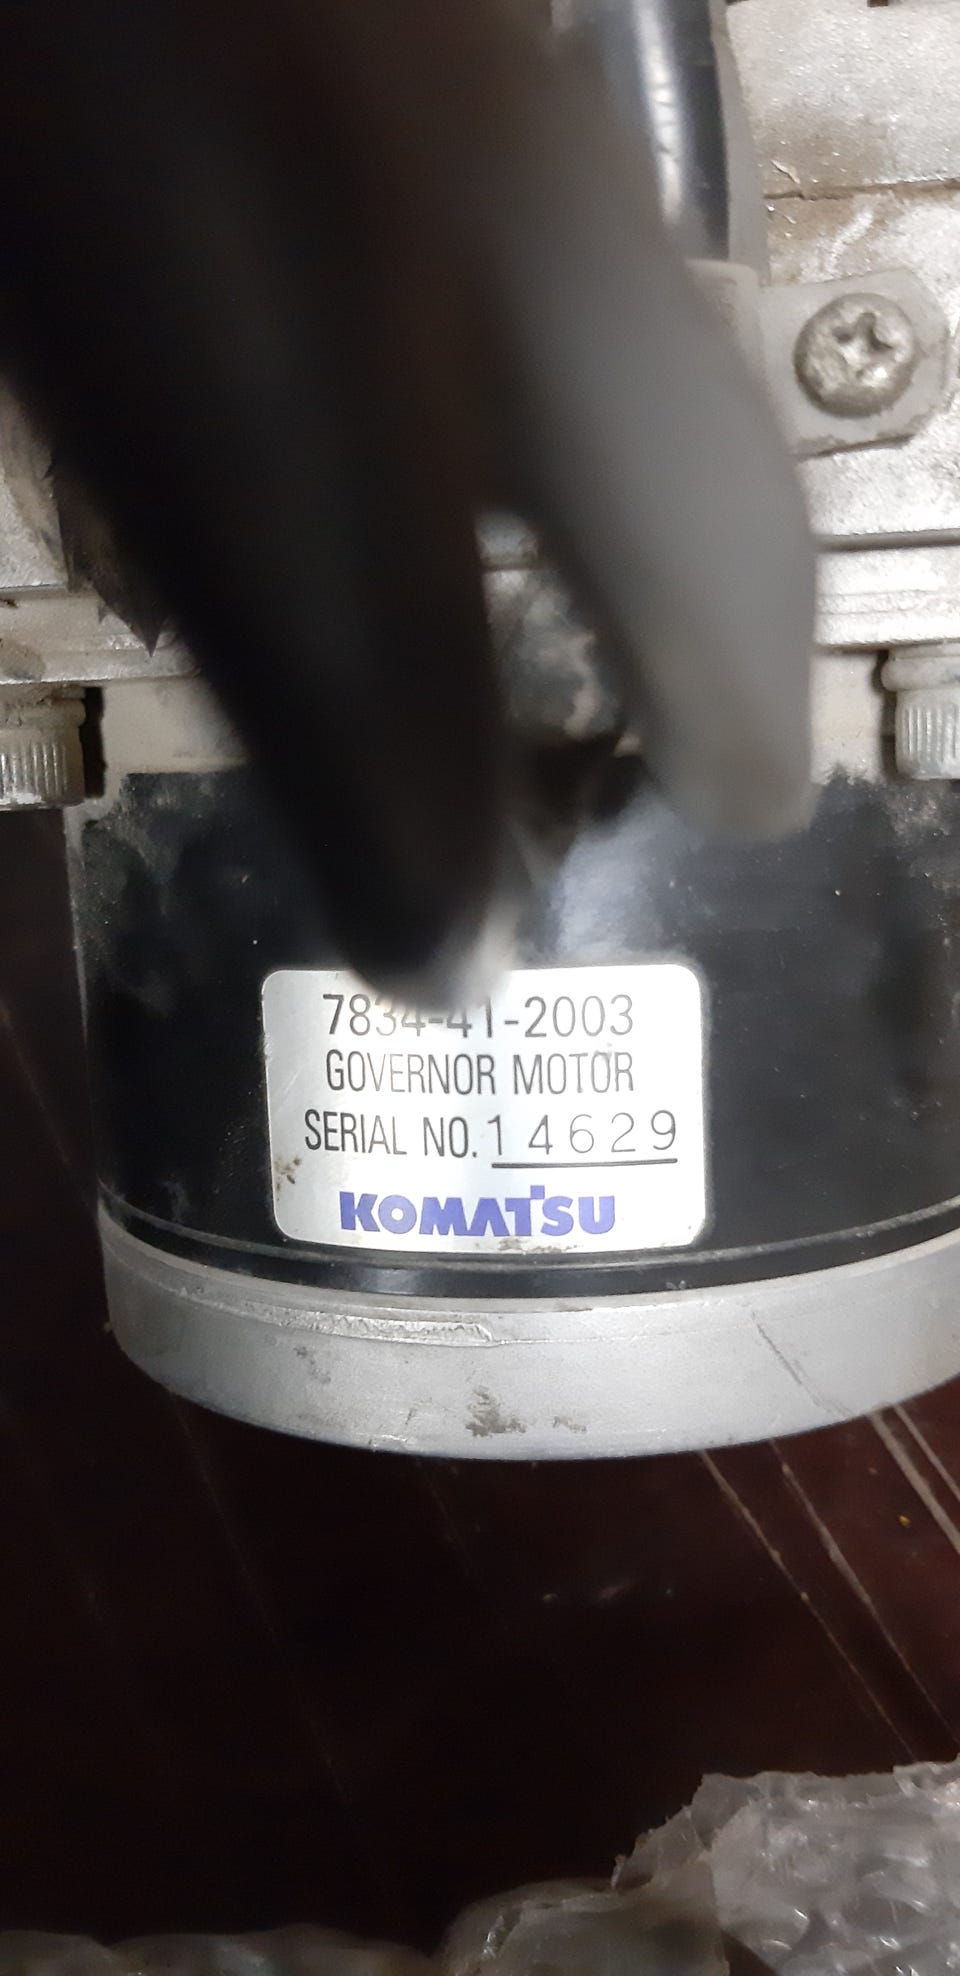 7834-41-2003
GOVERNOR MOTOR
SERIAL NO. 14629
KOMATSU